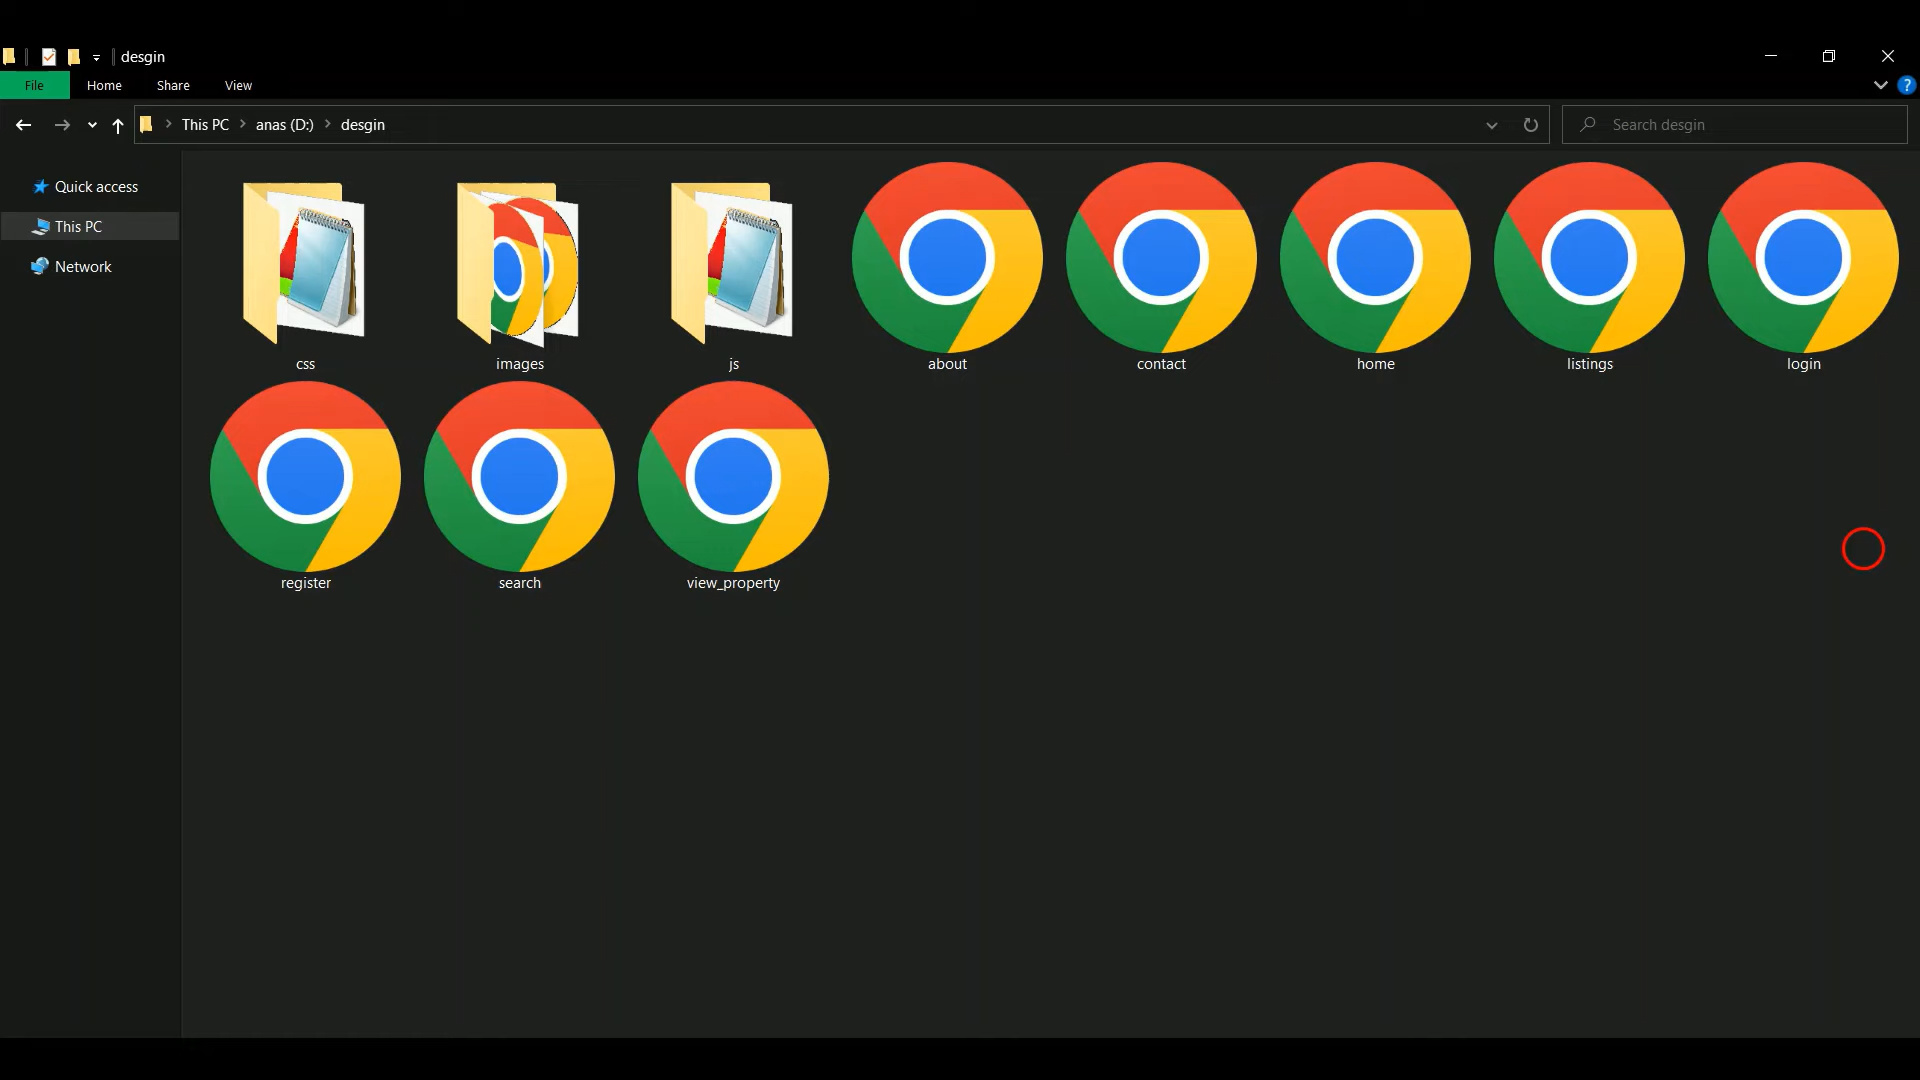 desgin
File Home Share View ?
This PC anas (D:) desgin Search desgin
Quick access
This PC
Network
css images js about contact home listings login
register search view_property